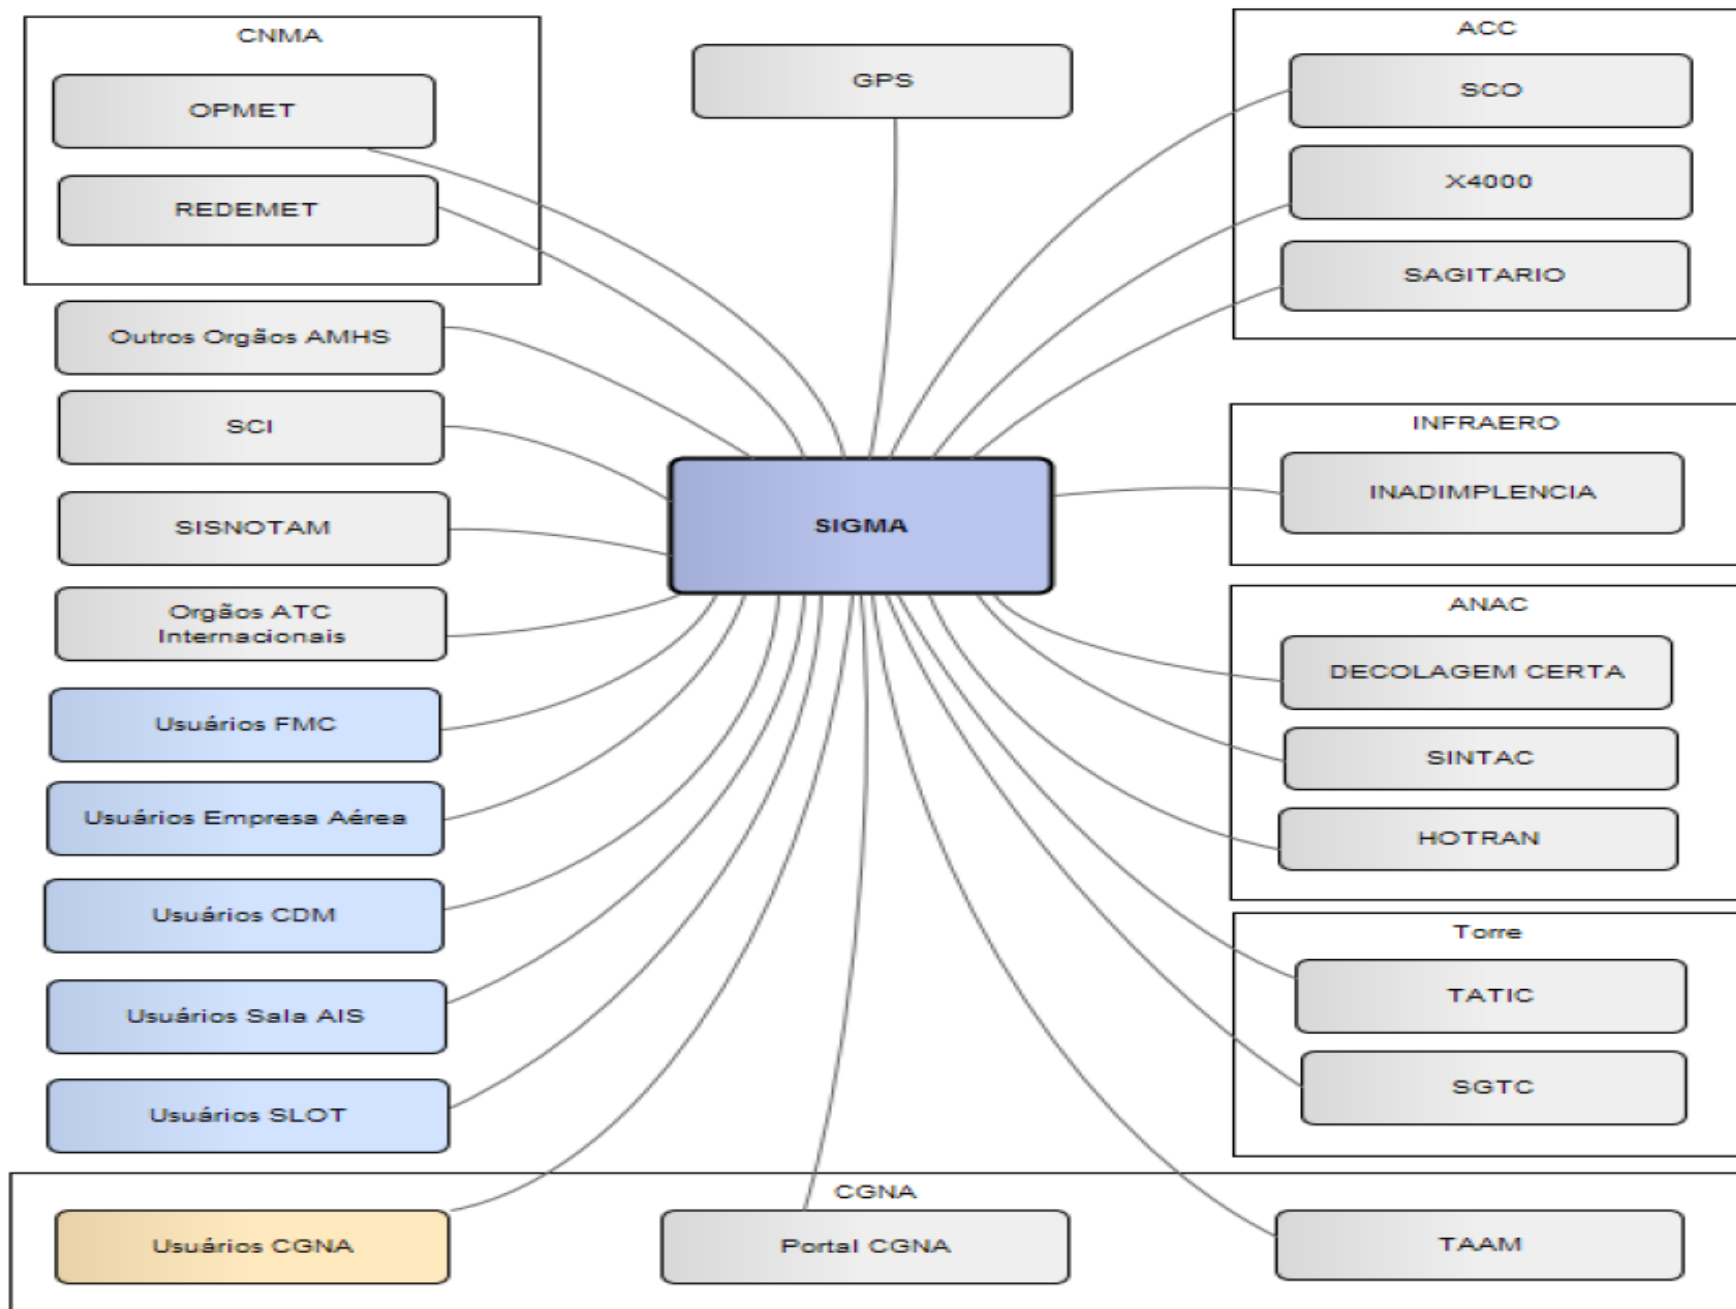 CNMA
OPMET
REDEMET
GPS
ACC
SCO
X4000
SAGITARIO
Outros Orgãos AMHS
SCI
SISNOTAM
Orgãos ATC
Internacionais
Usuários FMC
Usuários Empresa Aérea
Usuários CDM
Usuários Sala AIS
Usuários SLOT
SIGMA
INFRAERO
INADIMPLENCIA
ANAC
DECOLAGEM CERTA
SINTAC
HOTRAN
Torre
TATIC
SGTC
CGNA
Usuários CGNA
Portal CGNA
TAAM